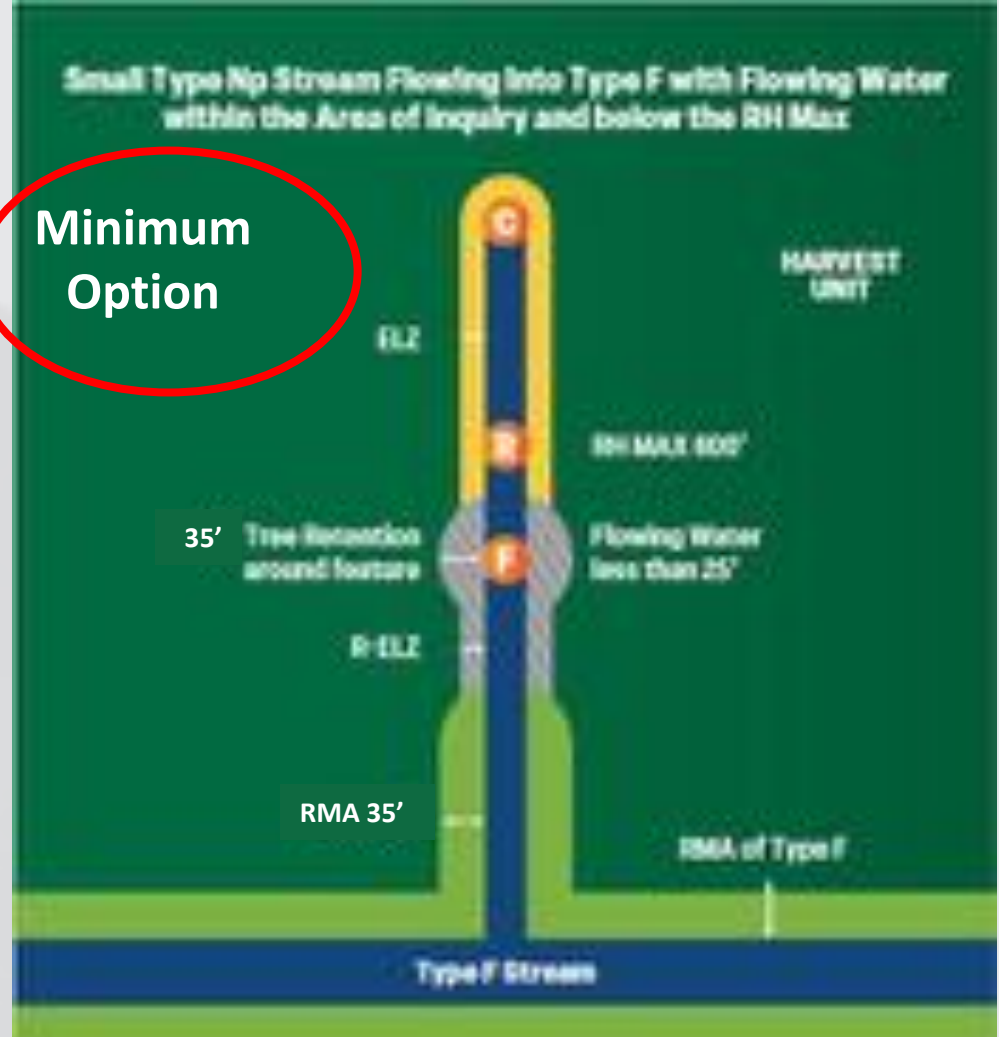 Small Type Np Stream Flowing Into Type F with Flowing Water
within the Area of Inquiry and below the RH Max
Minimum
Option
HARVEST
UNIT
ELZ
R
RH MAX 600'
35’
Tree Retention
around feature
F
Flowing Water
less than 25'
R-ELZ
RMA 35’
RMA of Type F
Type F Stream